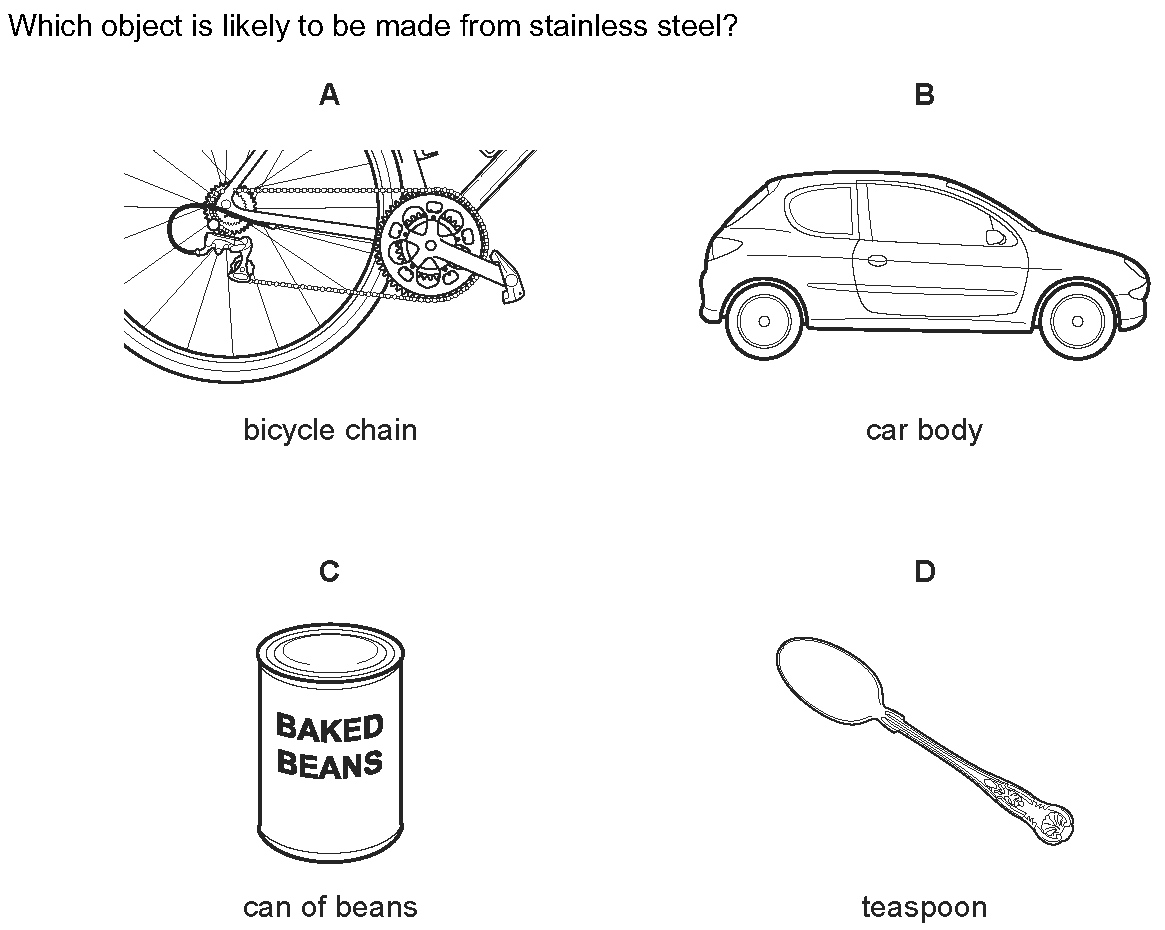 Which object is likely to be made from stainless steel?
A
B
bicycle chain
car body
C
D
BAKED
BEANS
can of beans
teaspoon